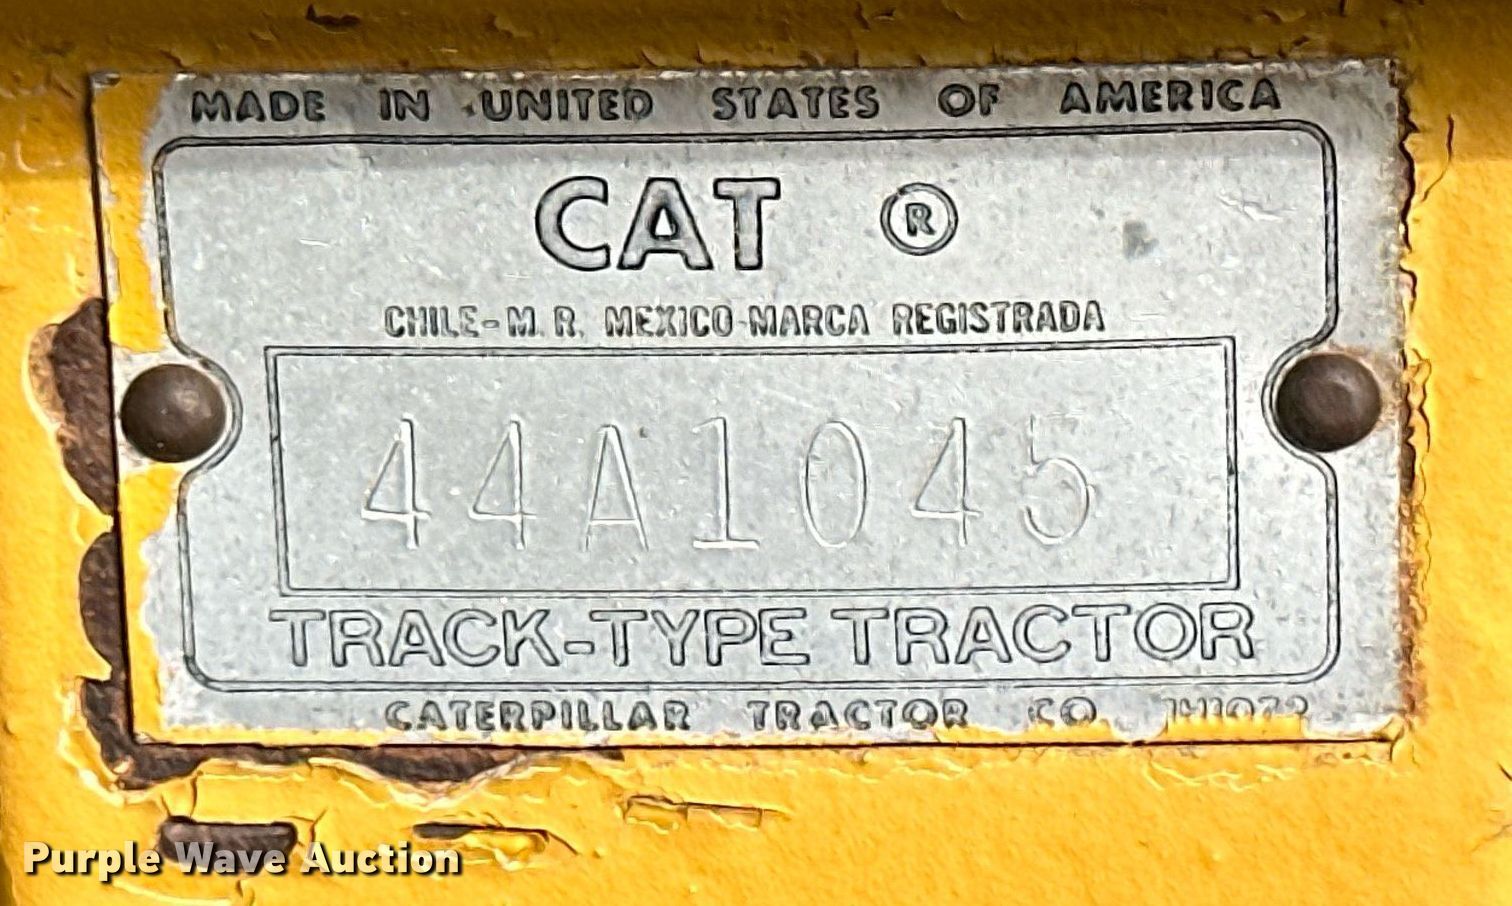 MADE IN UNITED STATES OF AMERICA
CAT ®
CHILE-M.R. MEXICO-MARCA REGISTRADA
44A1045
TRACK-TYPE TRACTOR
CATERPILLAR TRACTOR CO
Purple Wave Auction